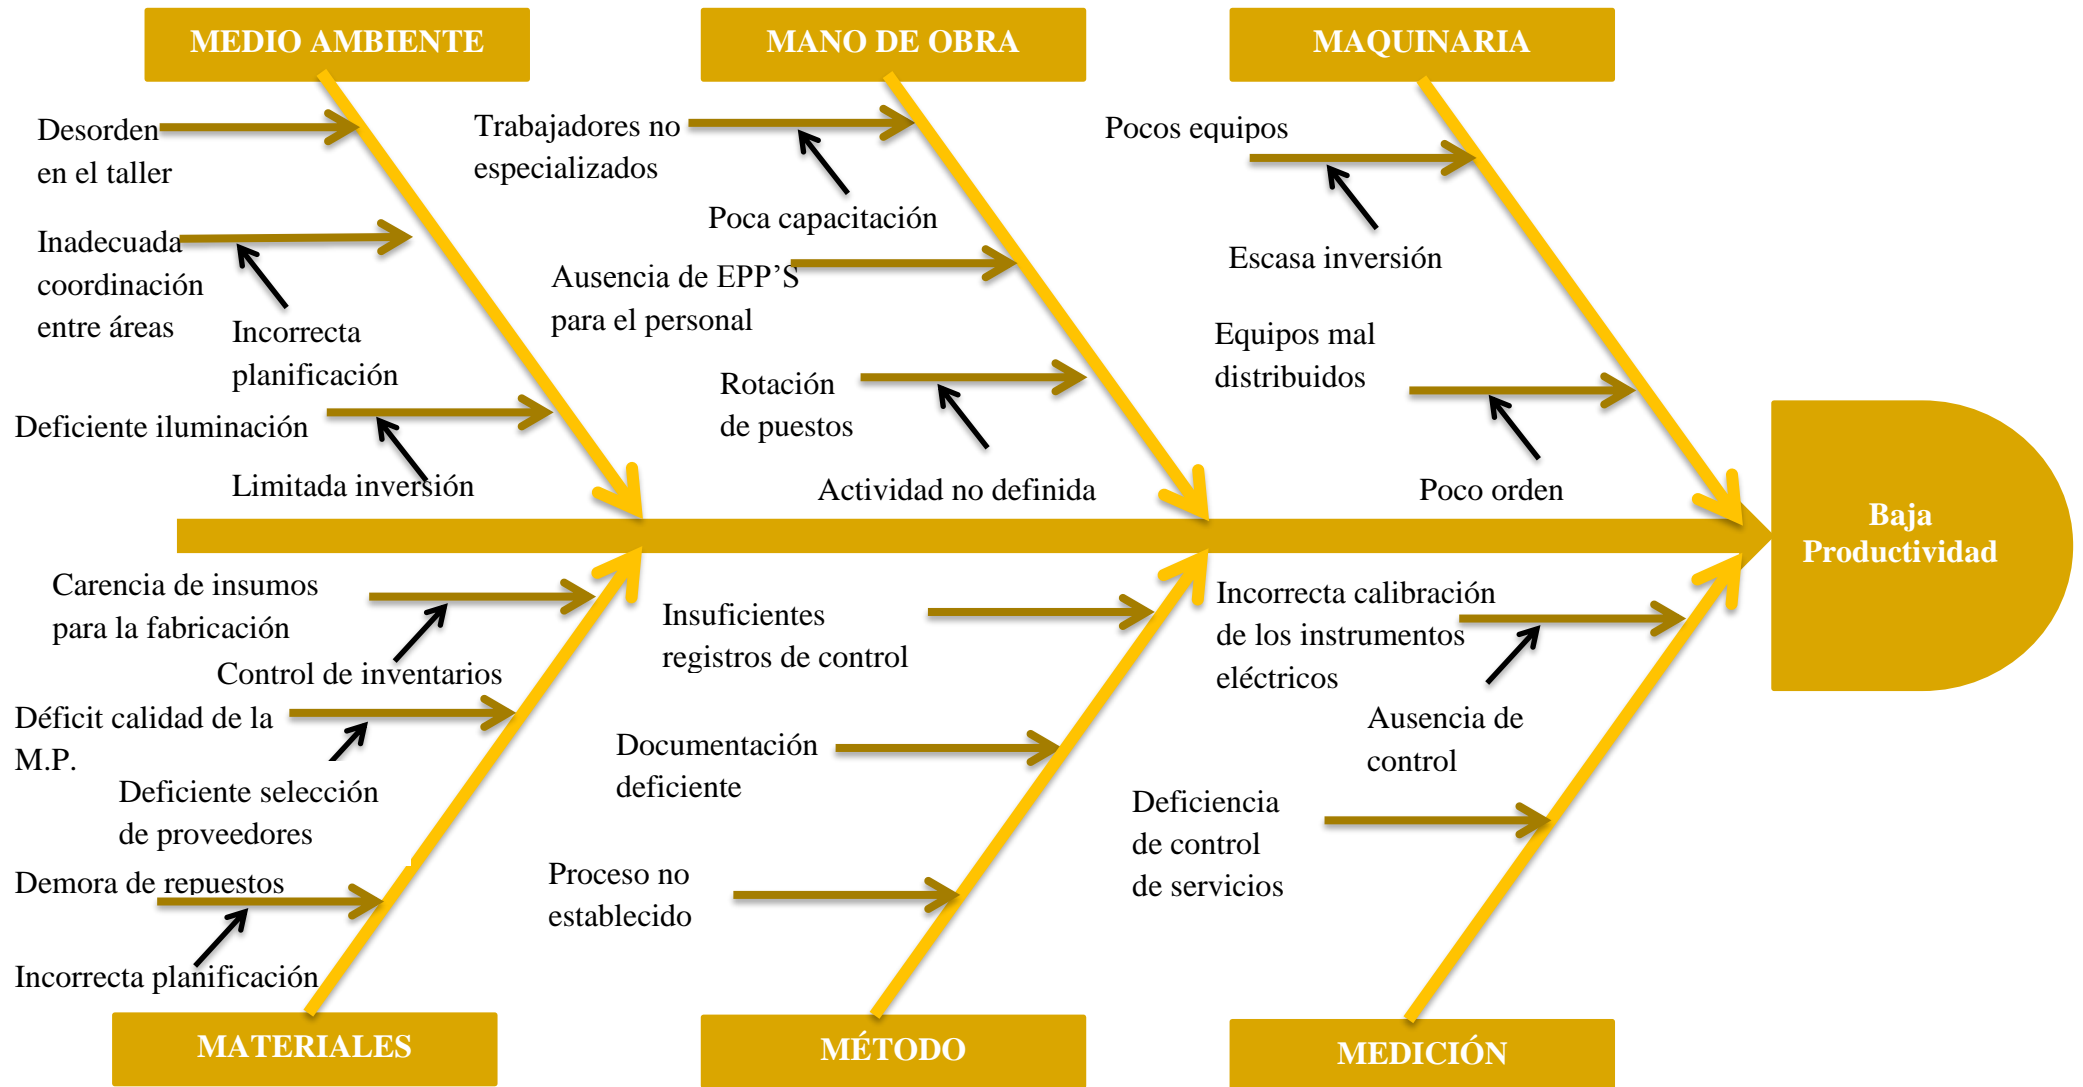 MEDIO AMBIENTE
MANO DE OBRA
MAQUINARIA
Desorden
en el taller
Inadecuada
coordinación
entre áreas
Incorrecta
planificación
Deficiente iluminación
Limitada inversión
Trabajadores no
especializados
Poca capacitación
Ausencia de EPP’S
para el personal
Rotación
de puestos
Actividad no definida
Pocos equipos
Escasa inversión
Equipos mal
distribuidos
Poco orden
Baja
Productividad
Carencia de insumos
para la fabricación
Control de inventarios
Déficit calidad de la
M.P.
Deficiente selección
de proveedores
Demora de repuestos
Incorrecta planificación
Insuficientes
registros de control
Documentación
deficiente
Proceso no
establecido
Incorrecta calibración
de los instrumentos
eléctricos
Ausencia de
control
Deficiencia
de control
de servicios
MATERIALES
MÉTODO
MEDICIÓN